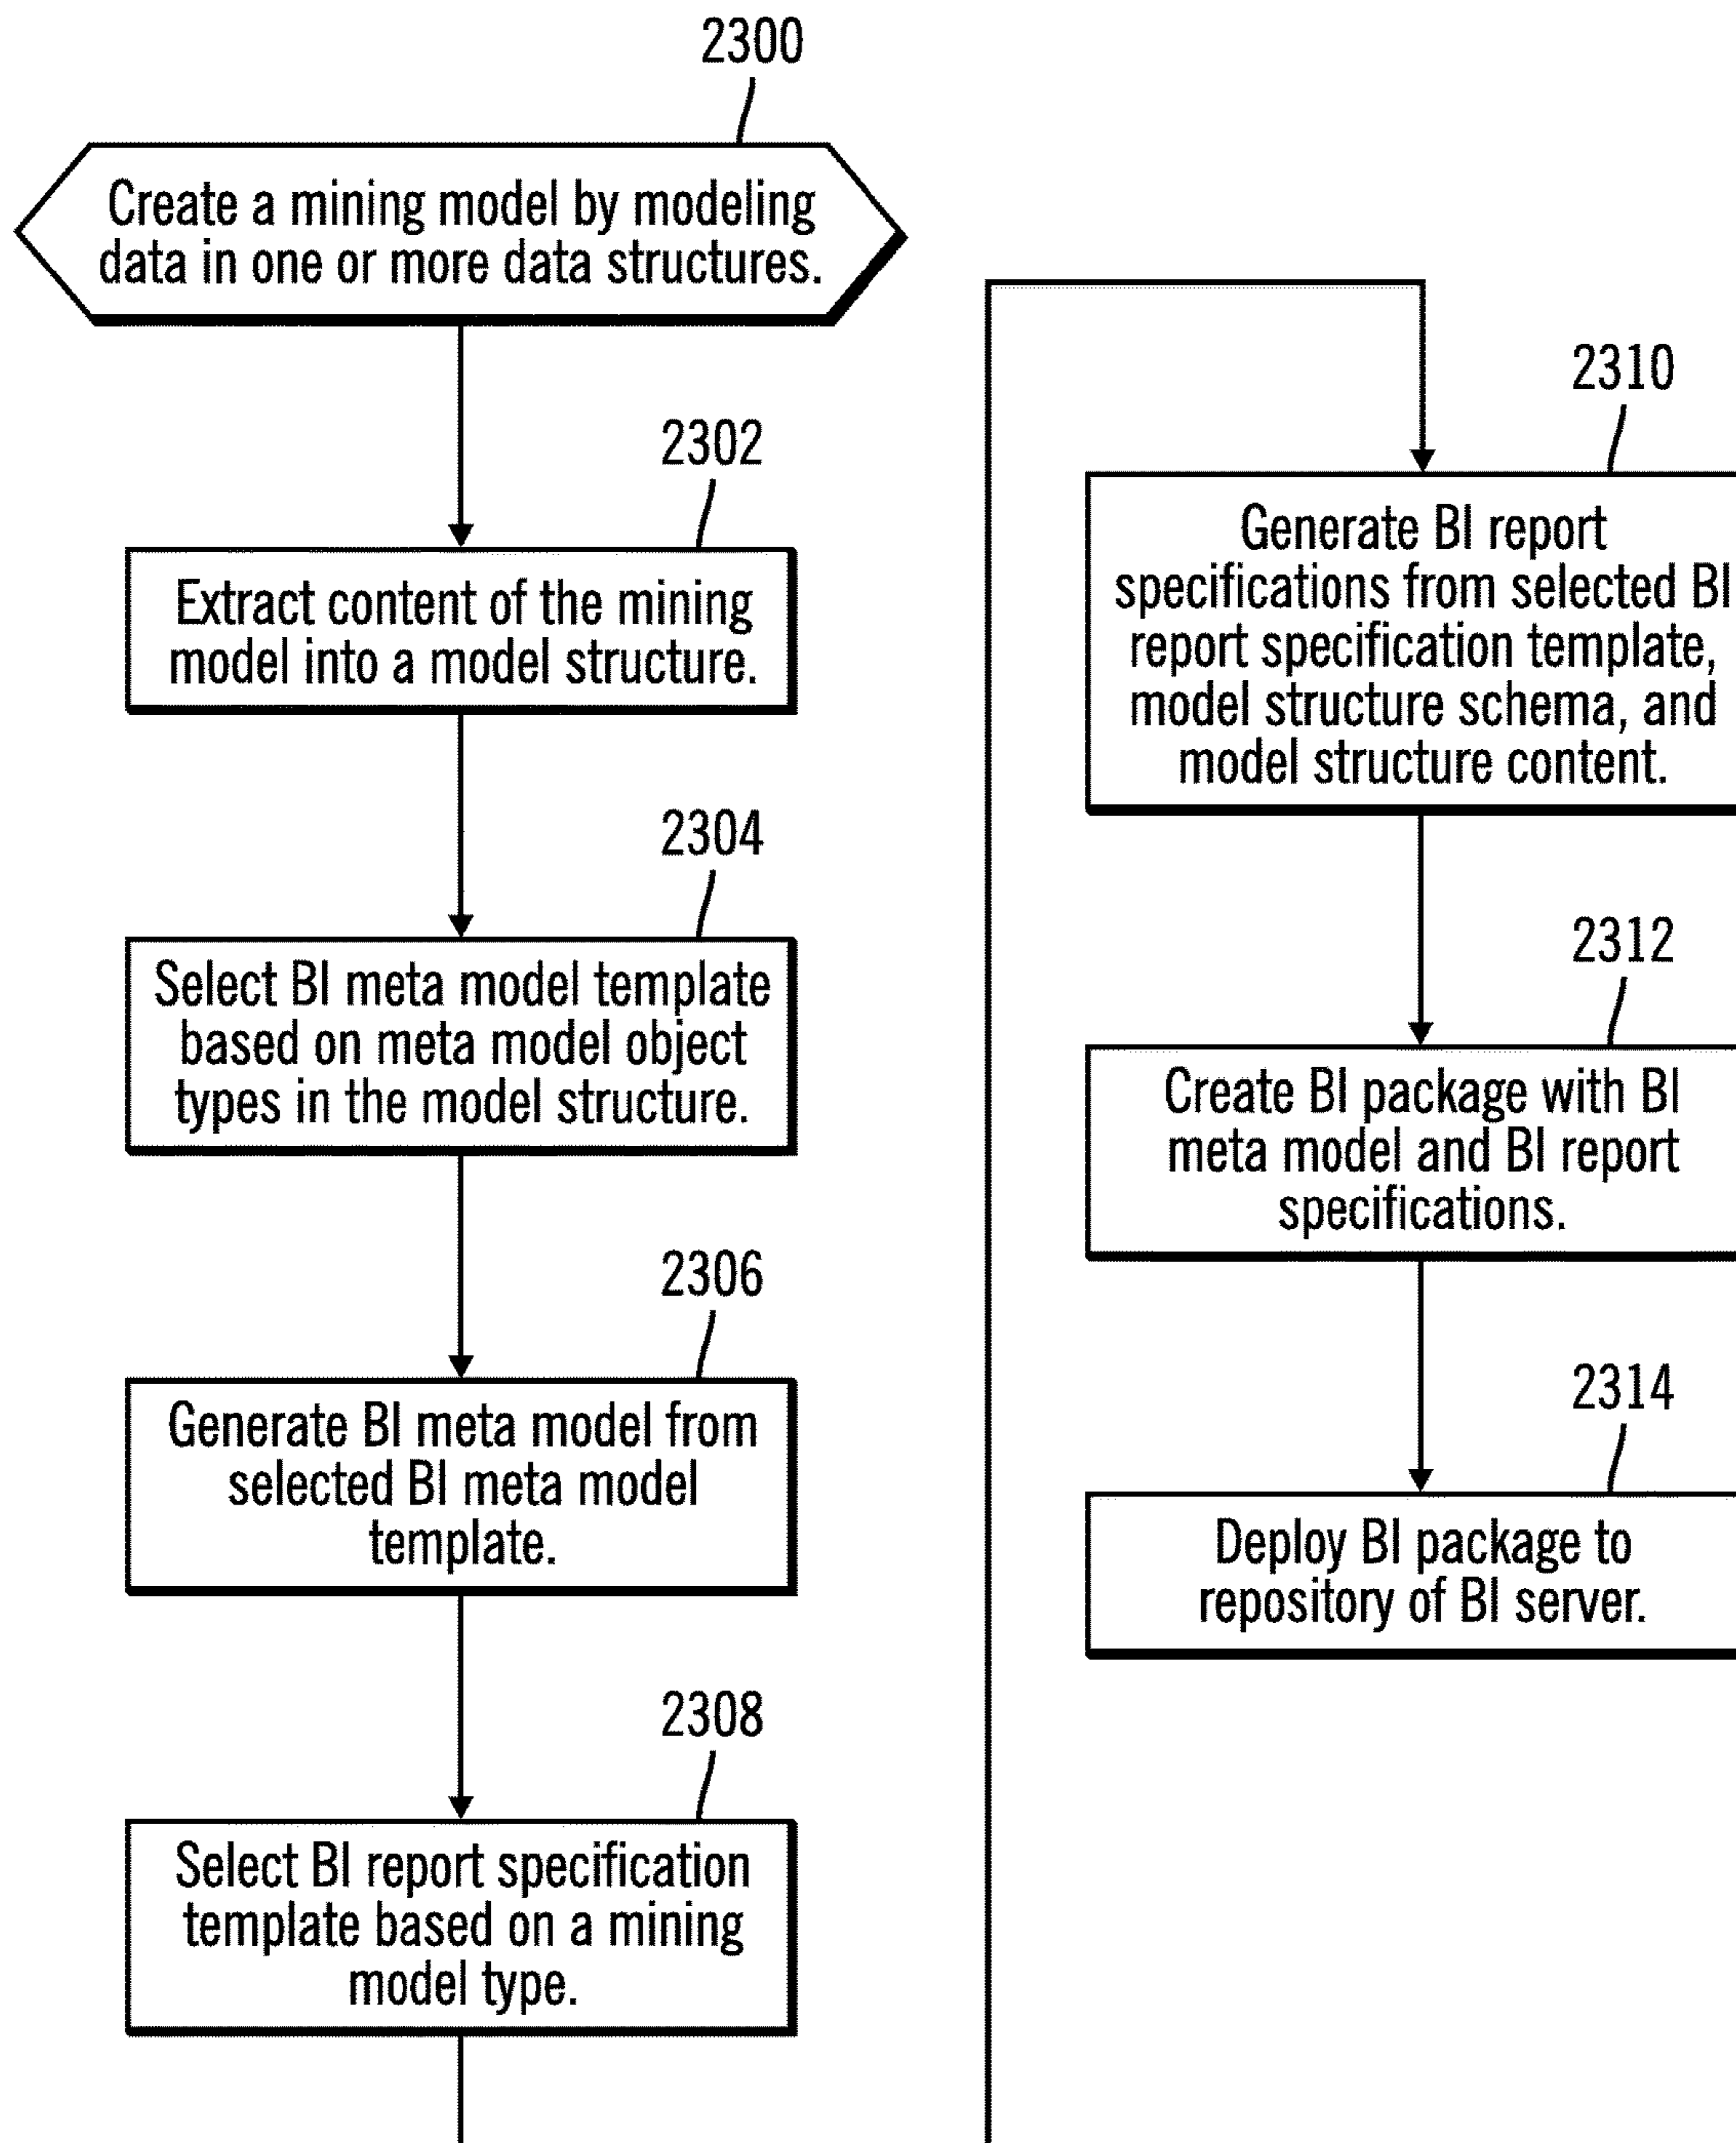 2300
Create a mining model by modeling
data in one or more data structures.
2302
Extract content of the mining
model into a model structure.
2304
Select BI meta model template
based on meta model object
types in the model structure.
2306
Generate BI meta model from
selected BI meta model
template.
2308
Select BI report specification
template based on a mining
model type.
2310
Generate BI report
specifications from selected BI
report specification template,
model structure schema, and
model structure content.
2312
Create BI package with BI
meta model and BI report
specifications.
2314
Deploy BI package to
repository of BI server.